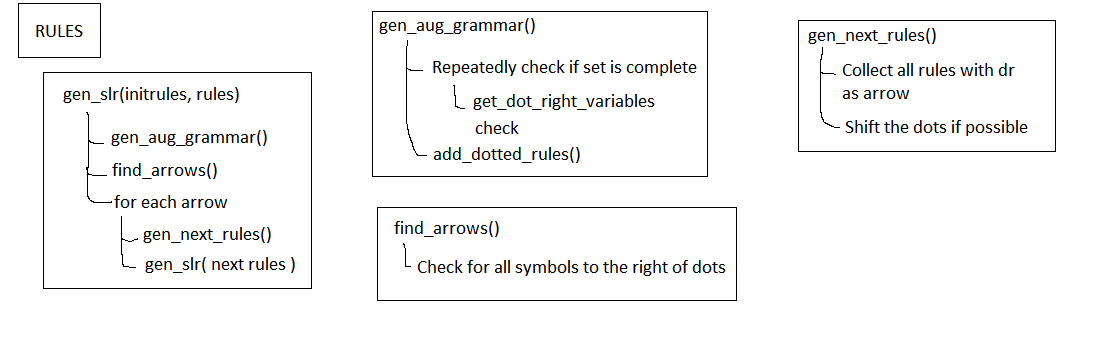 RULES
gen_slr(initrules, rules)
gen_aug_grammar()
find_arrows()
for each arrow
gen_next_rules()
gen_slr( next rules )
gen_aug_grammar()
Repeatedly check if set is complete
get_dot_right_variables
check
add_dotted_rules()
find_arrows()
Check for all symbols to the right of dots
gen_next_rules()
Collect all rules with dr
as arrow
Shift the dots if possible